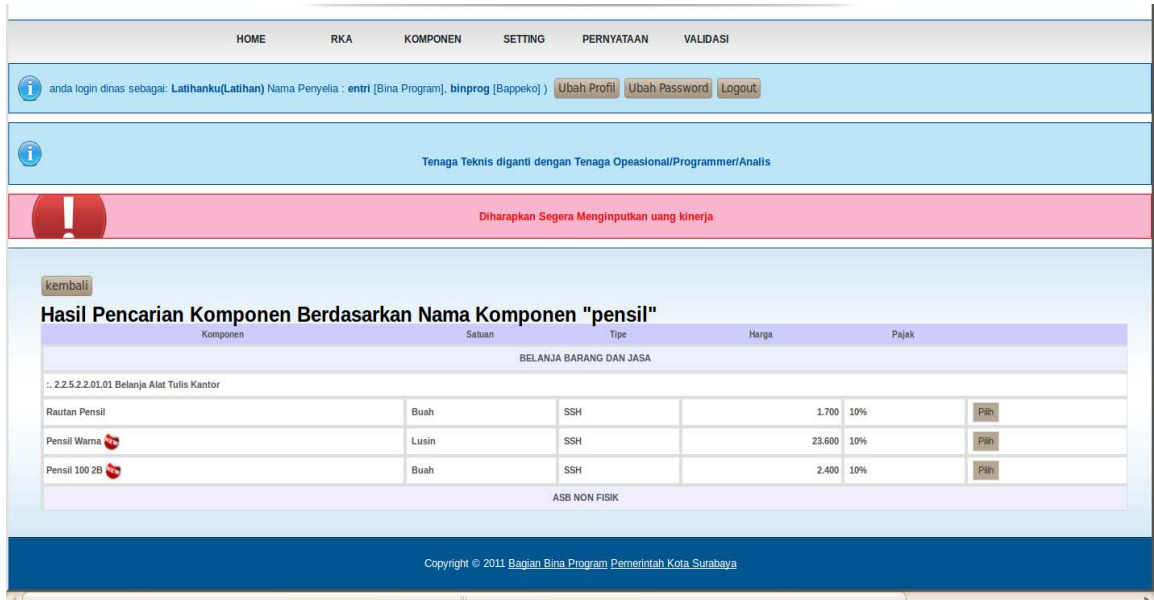 HOME RKA KOMPONEN SETTING PERNYATAAN VALIDASI
anda login dinas sebagai: Latihanku(Latihan) Nama Penyelia : entri [Bina Program], binprog [Bappeko] ) Ubah Profil Ubah Password Logout
Tenaga Teknis diganti dengan Tenaga Opeasional/Programmer/Analis
Diharapkan Segera Menginputkan uang kinerja
kembali
Hasil Pencarian Komponen Berdasarkan Nama Komponen "pensil"
Komponen Satuan Tipe Harga Pajak
BELANJA BARANG DAN JASA
:. 2.2.5.2.2.01.01 Belanja Alat Tulis Kantor
Rautan Pensil Buah SSH 1.700 10% Pilih
Pensil Warna NEW Lusin SSH 23.600 10% Pilih
Pensil 100 2B NEW Buah SSH 2.400 10% Pilih
ASB NON FISIK
Copyright © 2011 Bagian Bina Program Pemerintah Kota Surabaya